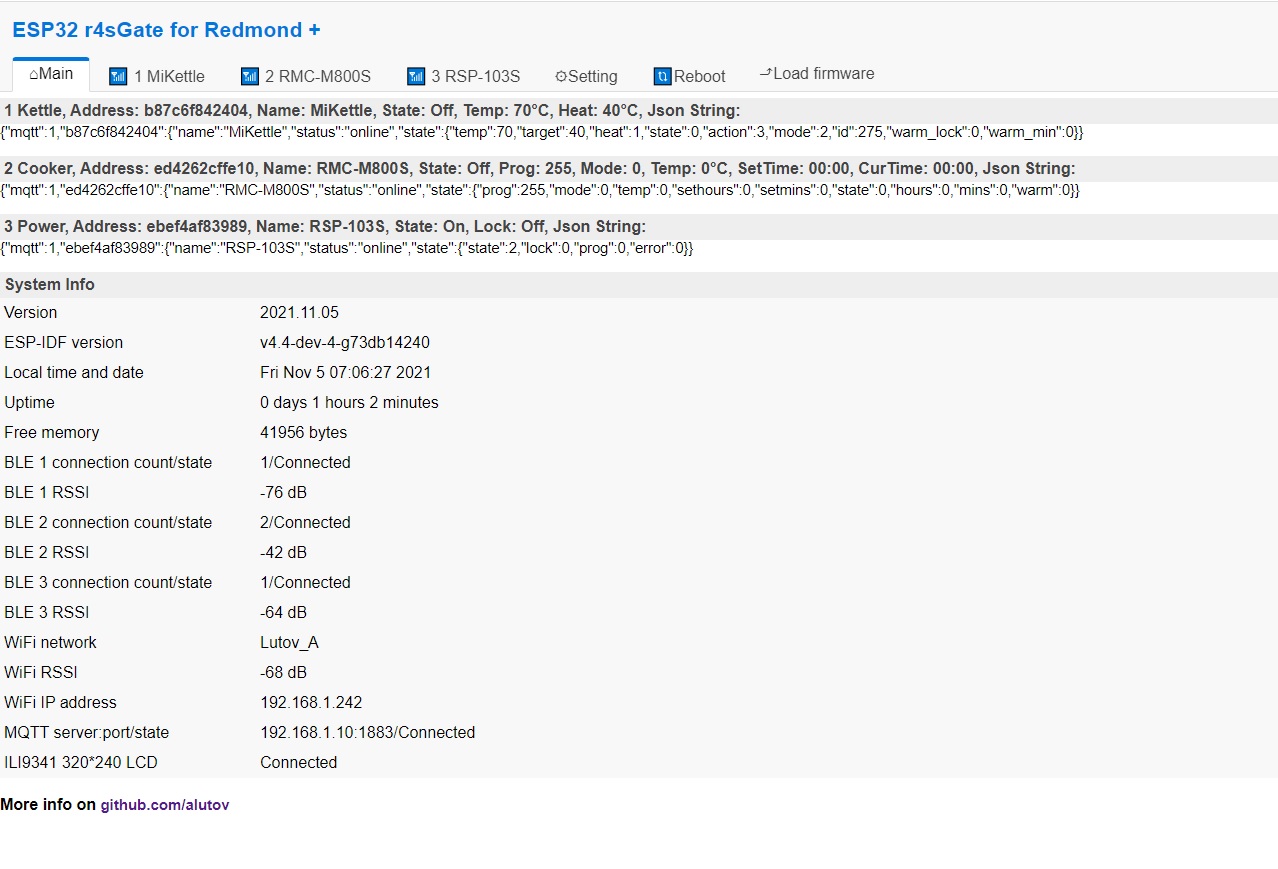 ESP32 r4sGate for Redmond +
⌂Main 1 MiKettle 2 RMC-M800S 3 RSP-103S ⚙Setting Reboot Load firmware
1 Kettle, Address: b87c6f842404, Name: MiKettle, State: Off, Temp: 70°C, Heat: 40°C, Json String:
{"mqtt":1,"b87c6f842404":{"name":"MiKettle","status":"online","state":{"temp":70,"target":40,"heat":1,"state":0,"action":3,"mode":2,"id":275,"warm_lock":0,"warm_min":0}}
2 Cooker, Address: ed4262cffe10, Name: RMC-M800S, State: Off, Prog: 255, Mode: 0, Temp: 0°C, SetTime: 00:00, CurTime: 00:00, Json String:
{"mqtt":1,"ed4262cffe10":{"name":"RMC-M800S","status":"online","state":{"prog":255,"mode":0,"temp":0,"sethours":0,"setmins":0,"state":0,"hours":0,"mins":0,"warm":0}}
3 Power, Address: ebef4af83989, Name: RSP-103S, State: On, Lock: Off, Json String:
{"mqtt":1,"ebef4af83989":{"name":"RSP-103S","status":"online","state":{"state":2,"lock":0,"prog":0,"error":0}}
System Info
Version 2021.11.05
ESP-IDF version v4.4-dev-4-g73db14240
Local time and date Fri Nov 5 07:06:27 2021
Uptime 0 days 1 hours 2 minutes
Free memory 41956 bytes
BLE 1 connection count/state 1/Connected
BLE 1 RSSI -76 dB
BLE 2 connection count/state 2/Connected
BLE 2 RSSI -42 dB
BLE 3 connection count/state 1/Connected
BLE 3 RSSI -64 dB
WiFi network Lutov_A
WiFi RSSI -68 dB
WiFi IP address 192.168.1.242
MQTT server:port/state 192.168.1.10:1883/Connected
ILI9341 320*240 LCD Connected
More info on github.com/alutov